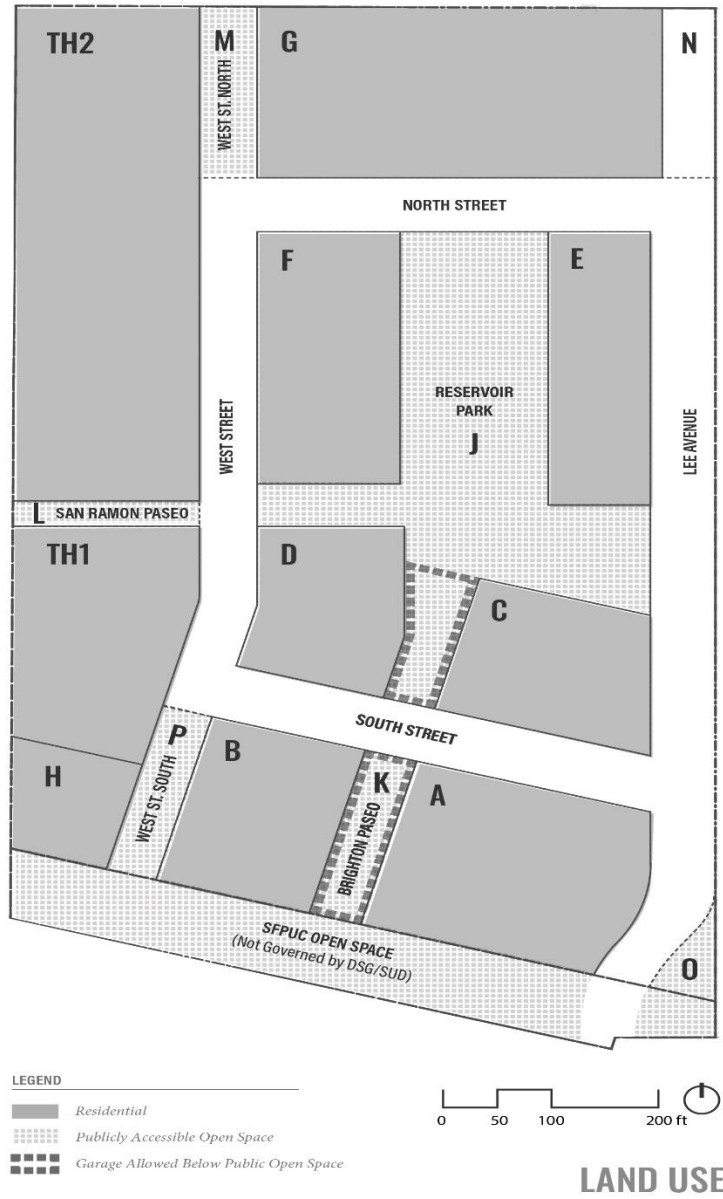 TH2
M
G
N
WEST ST. NORTH
NORTH STREET
F
E
RESERVOIR
PARK
J
WEST STREET
LEE AVENUE
L SAN RAMON PASEO
TH1
D
C
SOUTH STREET
P
WEST ST. SOUTH
B
K
BRIGHTON PASEO
A
H
SFPUC OPEN SPACE
(Not Governed by DSG/SUD)
O
LEGEND
Residential
Publicly Accessible Open Space
Garage Allowed Below Public Open Space
0 50 100 200 ft
LAND USE